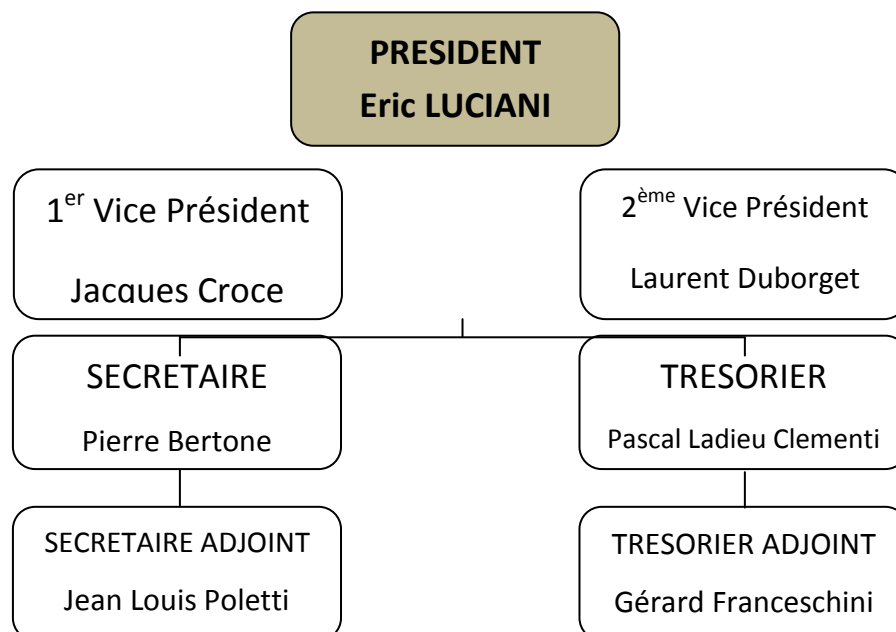 PRESIDENT
Eric LUCIANI
1er Vice Président
Jacques Croce
2ème Vice Président
Laurent Duborget
SECRETAIRE
Pierre Bertone
TRESORIER
Pascal Ladieu Clementi
SECRETAIRE ADJOINT
Jean Louis Poletti
TRESORIER ADJOINT
Gérard Franceschini